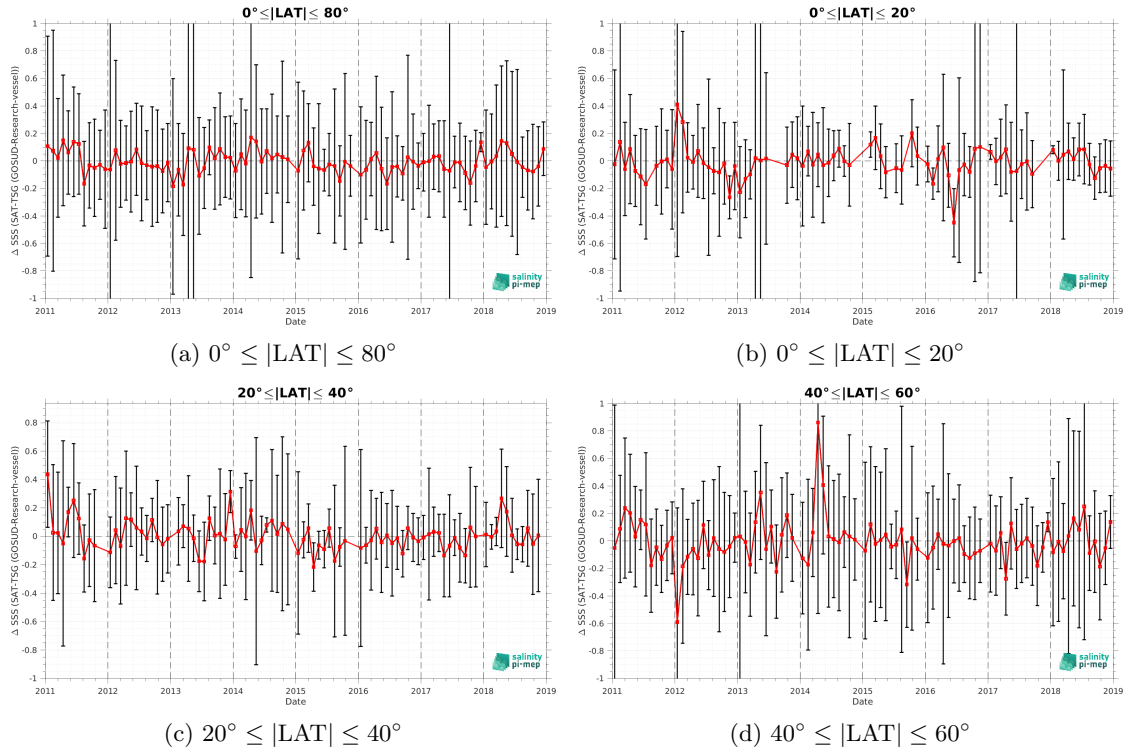 0°≤|LAT|≤ 80°
1
0.8
0.6
0.4
0.2
0
-0.2
-0.4
-0.6
-0.8
-1
Δ SSS (SAT-TSG (GOSUD-Research-vessel))
2011 2012 2013 2014 2015 2016 2017 2018 2019
Date
salinity
pi-mep
(a) 0° ≤ |LAT| ≤ 80°
0°≤|LAT|≤ 20°
1
0.8
0.6
0.4
0.2
0
-0.2
-0.4
-0.6
-0.8
-1
Δ SSS (SAT-TSG (GOSUD-Research-vessel))
2011 2012 2013 2014 2015 2016 2017 2018 2019
Date
salinity
pi-mep
(b) 0° ≤ |LAT| ≤ 20°
20°≤|LAT|≤ 40°
0.8
0.6
0.4
0.2
0
-0.2
-0.4
-0.6
-0.8
-1
Δ SSS (SAT-TSG (GOSUD-Research-vessel))
2011 2012 2013 2014 2015 2016 2017 2018 2019
Date
salinity
pi-mep
(c) 20° ≤ |LAT| ≤ 40°
40°≤|LAT|≤ 60°
1
0.8
0.6
0.4
0.2
0
-0.2
-0.4
-0.6
-0.8
-1
Δ SSS (SAT-TSG (GOSUD-Research-vessel))
2011 2012 2013 2014 2015 2016 2017 2018 2019
Date
salinity
pi-mep
(d) 40° ≤ |LAT| ≤ 60°